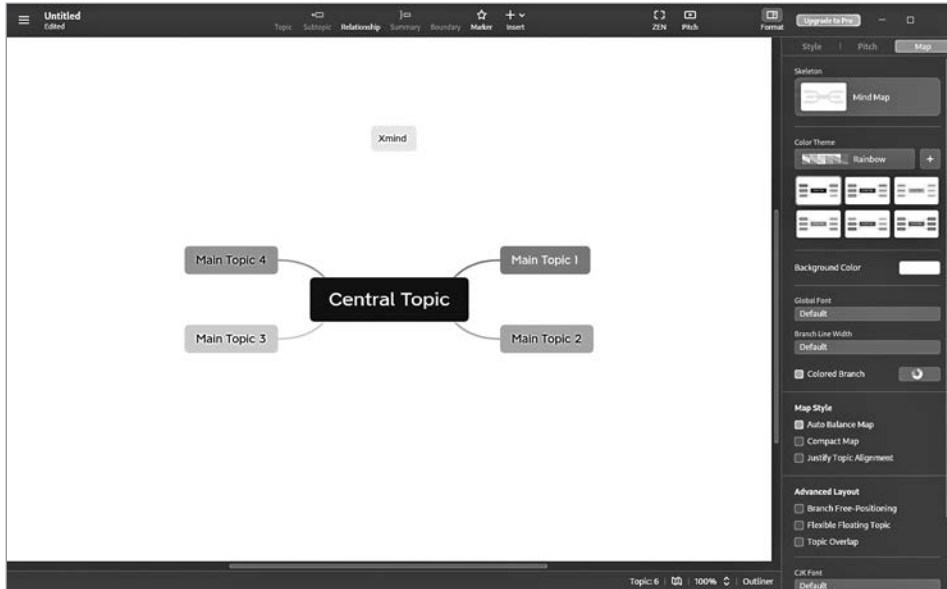 Untitled
Edited
Topic Subtopic Relationship Summary Boundary Marker Insert ZEN Pitch Format Upgrade to Pro
Style Pitch Map
Skeleton
Mind Map
Xmind
Color Theme
Rainbow
Main Topic 4
Main Topic 1
Central Topic
Main Topic 3
Main Topic 2
Background Color
Global Font
Default
Branch Line Width
Default
Colored Branch
Map Style
Auto Balance Map
Compact Map
Justify Topic Alignment
Advanced Layout
Branch Free-Positioning
Flexible Floating Topic
Topic Overlap
CJK Font
Default
Topic: 6 100% Outliner